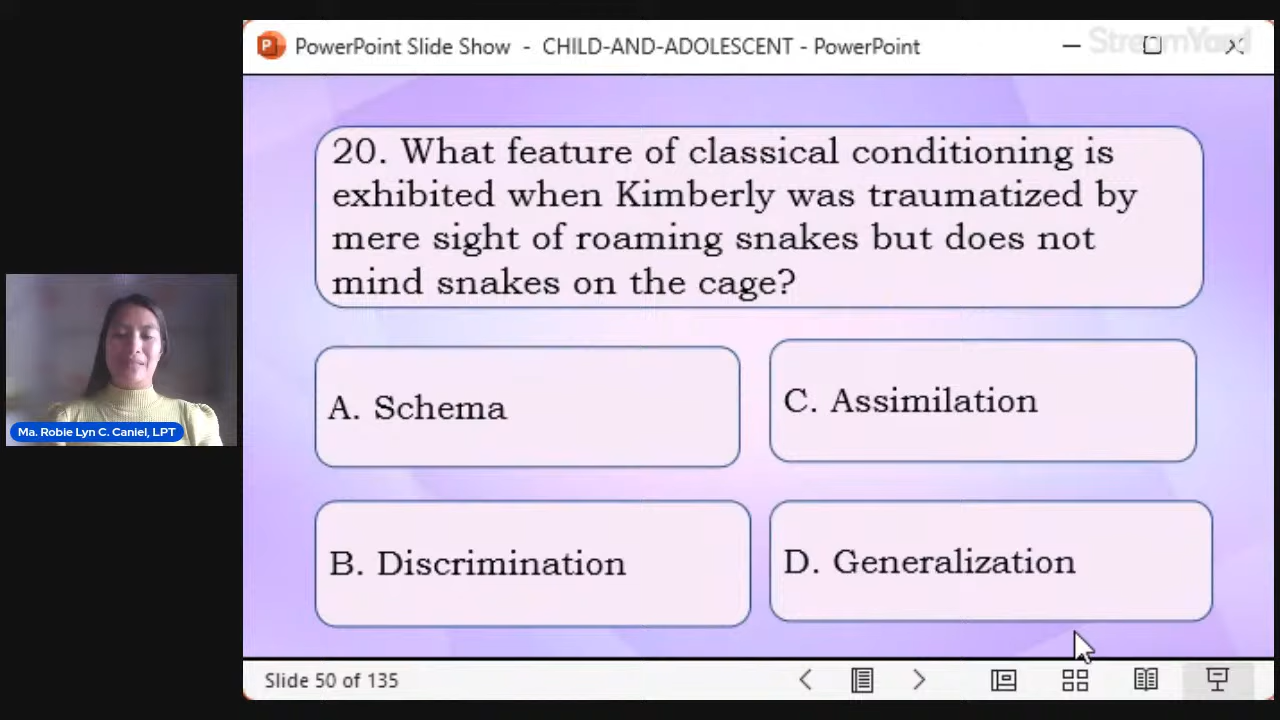 PowerPoint Slide Show - CHILD-AND-ADOLESCENT - PowerPoint
StreamYard
20. What feature of classical conditioning is
exhibited when Kimberly was traumatized by
mere sight of roaming snakes but does not
mind snakes on the cage?
A. Schema
C. Assimilation
B. Discrimination
D. Generalization
Ma. Robie Lyn C. Caniel, LPT
Slide 50 of 135